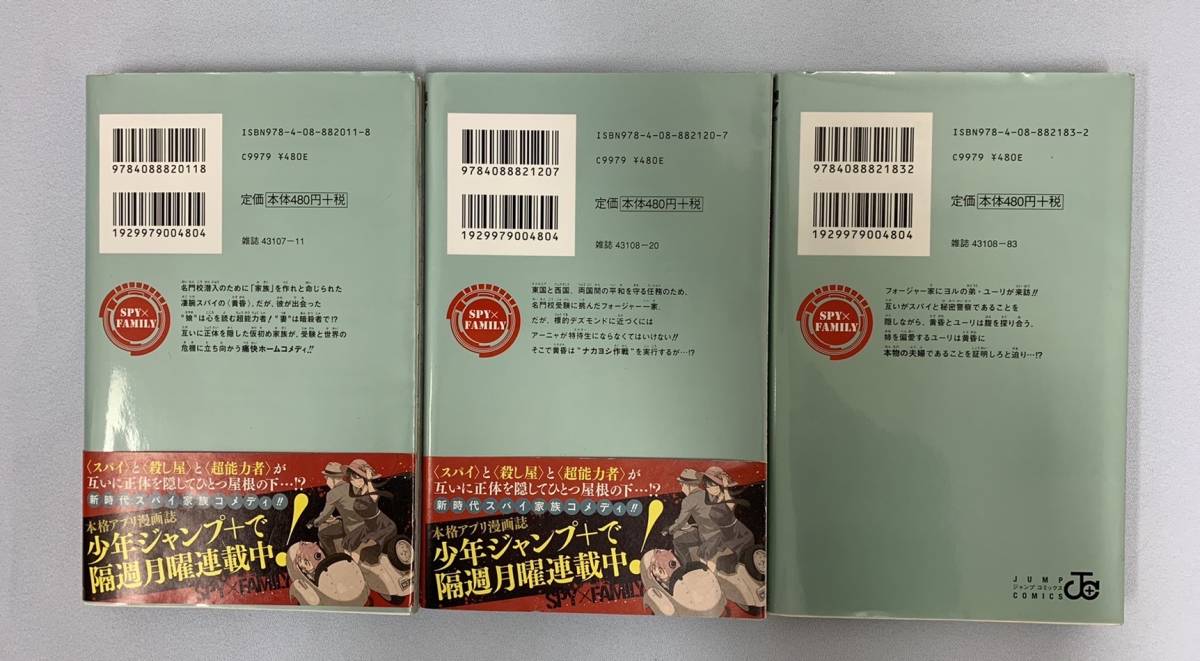 ISBN978-4-08-882011-8
9784088820118
C9979 ¥480E
1929979004804
定価 本体480円+税
雑誌 43107-11
SPY×
FAMILY
名門校潜入のために「家族」を作れと命じられた
凄腕スパイの〈黄昏〉。だが、彼が出会った
“娘”は心を読む超能力者!“妻”は暗殺者で!?
互いに正体を隠した仮初め家族が、受験と世界の
危機に立ち向かう痛快ホームコメディ!!
〈スパイ〉と〈殺し屋〉と〈超能力者〉が
互いに正体を隠してひとつ屋根の下…!?
新時代スパイ家族コメディ!!
本格アプリ漫画誌
少年ジャンプ+で
隔週月曜連載中!
SPY×FAMILY
ISBN978-4-08-882120-7
9784088821207
C9979 ¥480E
1929979004804
定価 本体480円+税
雑誌 43108-20
SPY×
FAMILY
東国と西国、両国間の平和を守る任務のため、
名門校受験に挑んだフォージャー一家。
だが、標的デズモンドに近づくには
アーニャが特待生にならなくてはいけない!!
そこで黄昏は“ナカヨシ作戦”を実行するが…!?
〈スパイ〉と〈殺し屋〉と〈超能力者〉が
互いに正体を隠してひとつ屋根の下…!?
新時代スパイ家族コメディ!!
本格アプリ漫画誌
少年ジャンプ+で
隔週月曜連載中!
SPY×FAMILY
ISBN978-4-08-882183-2
9784088821832
C9979 ¥480E
1929979004804
定価 本体480円+税
雑誌 43108-83
SPY×
FAMILY
フォージャー家にヨルの弟・ユーリが来訪!!
互いがスパイと秘密警察であることを
隠しながら、黄昏とユーリは腹を探り合う。
姉を偏愛するユーリは黄昏に
本物の夫婦であることを証明しろと迫り…!?
JUMP
ジャンプ コミックス
COMICS